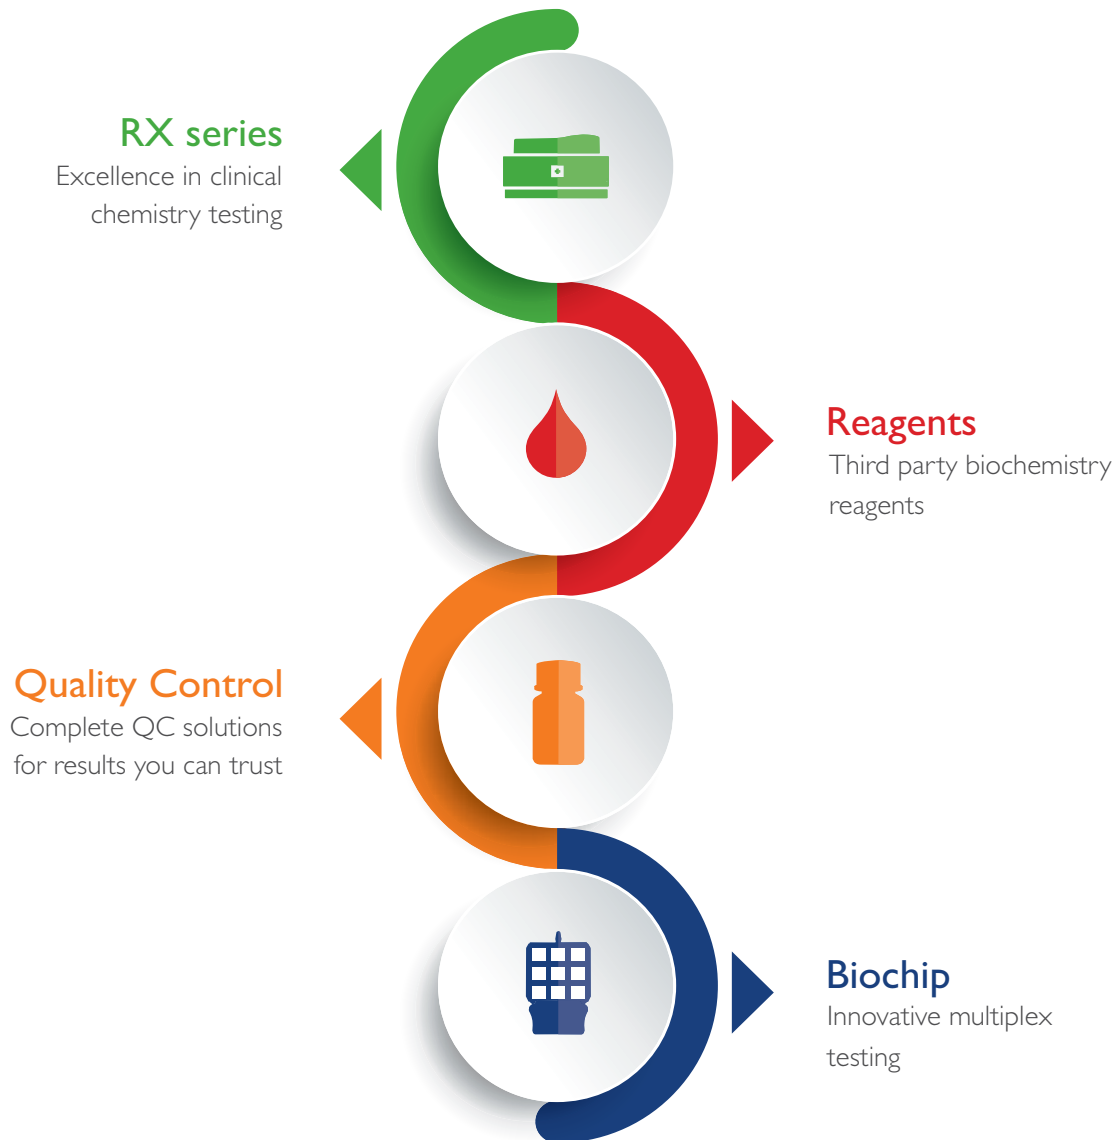 RX series
Excellence in clinical
chemistry testing
Reagents
Third party biochemistry
reagents
Quality Control
Complete QC solutions
for results you can trust
Biochip
Innovative multiplex
testing